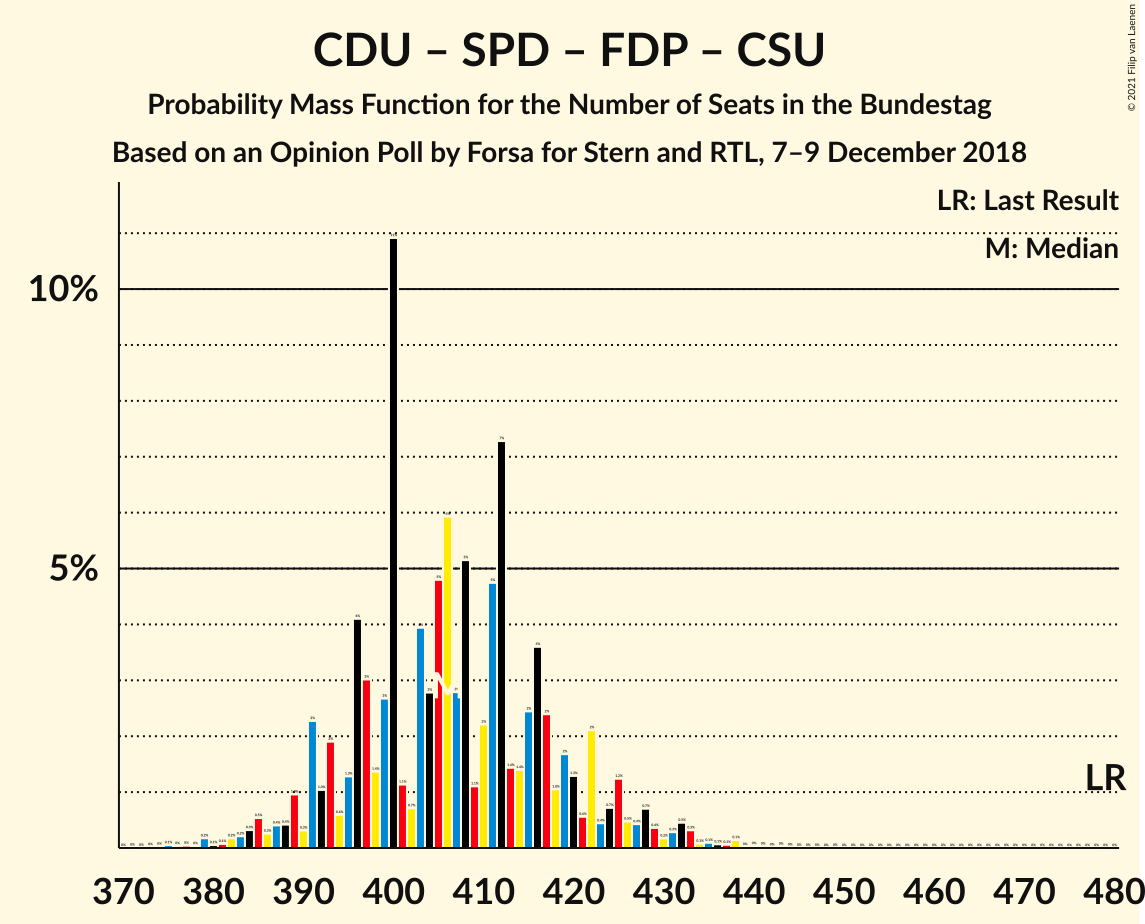 CDU – SPD – FDP – CSU
Probability Mass Function for the Number of Seats in the Bundestag
Based on an Opinion Poll by Forsa for Stern and RTL, 7–9 December 2018
© 2021 Filip van Laenen
LR: Last Result
M: Median
10%
5%
M
LR
370 380 390 400 410 420 430 440 450 460 470 480